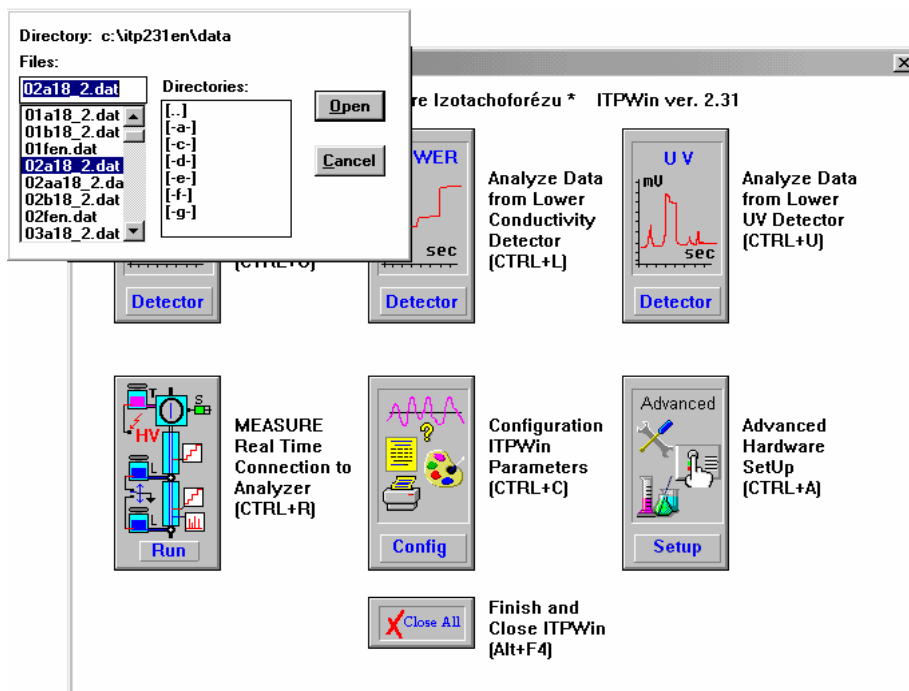 Directory: c:\itp231en\data
Files:
02a18_2.dat
01a18_2.dat
01b18_2.dat
01fen.dat
02a18_2.dat
02aa18_2.da
02b18_2.dat
02fen.dat
03a18_2.dat
Directories:
[..]
[-a-]
[-c-]
[-d-]
[-e-]
[-f-]
[-g-]
Open
Cancel
re Izotachoforézu * ITPWin ver. 2.31
Detector
WER
sec
Detector
Analyze Data
from Lower
Conductivity
Detector
(CTRL+L)
U V
mV
sec
Detector
Analyze Data
from Lower
UV Detector
(CTRL+U)
T
S
HV
L
L
Run
MEASURE
Real Time
Connection to
Analyzer
(CTRL+R)
Config
Configuration
ITPWin
Parameters
(CTRL+C)
Advanced
Setup
Advanced
Hardware
SetUp
(CTRL+A)
Close All
Finish and
Close ITPWin
(Alt+F4)